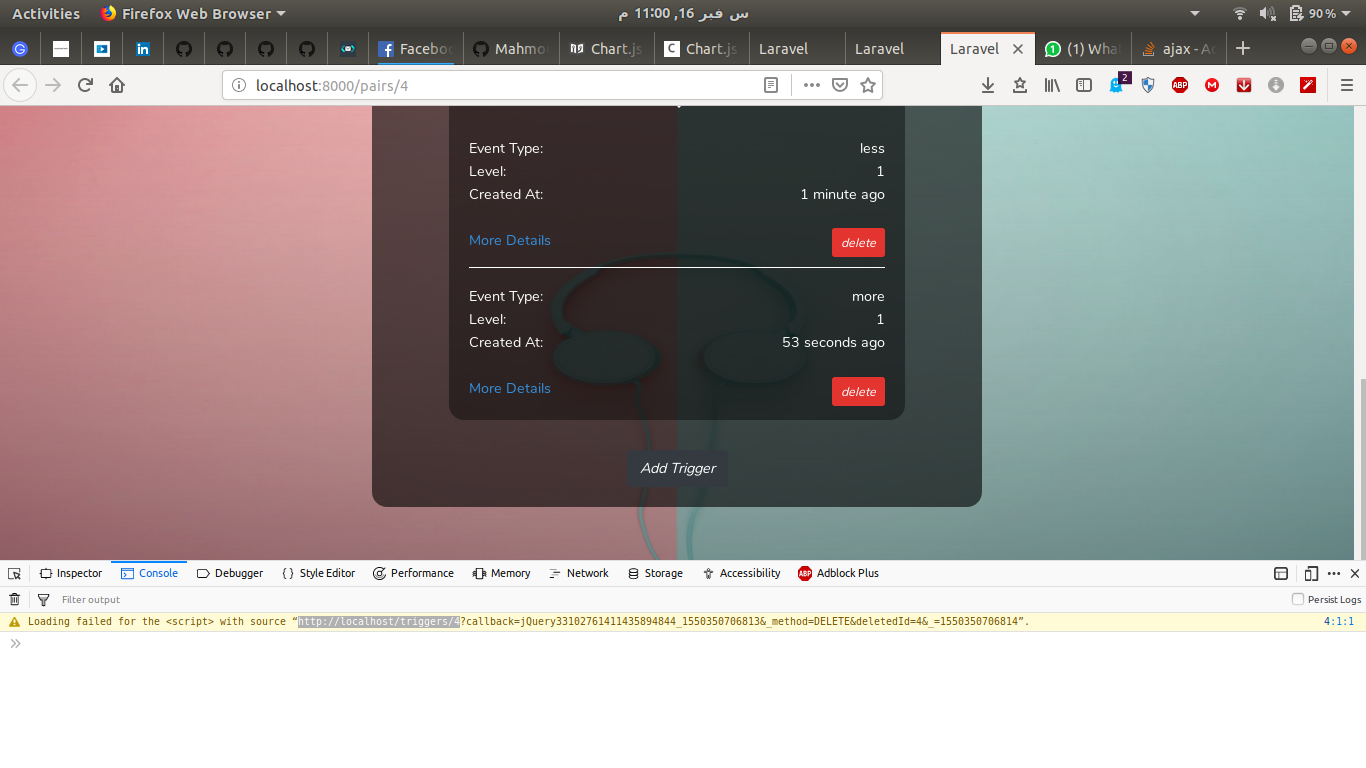 Activities Firefox Web Browser س فبر 16, 11:00 م 90 %
Faceboo Mahmo Chart.js Chart.js Laravel Laravel Laravel (1) Wha ajax - A
localhost:8000/pairs/4 2
Event Type: less
Level: 1
Created At: 1 minute ago
More Details delete
Event Type: more
Level: 1
Created At: 53 seconds ago
More Details delete
Add Trigger
Inspector Console Debugger Style Editor Performance Memory Network Storage Accessibility ABP Adblock Plus
Filter output Persist Logs
Loading failed for the <script> with source “http://localhost/triggers/4?callback=jQuery33102761411435894844_1550350706813&_method=DELETE&deletedId=4&_=1550350706814”. 4:1:1